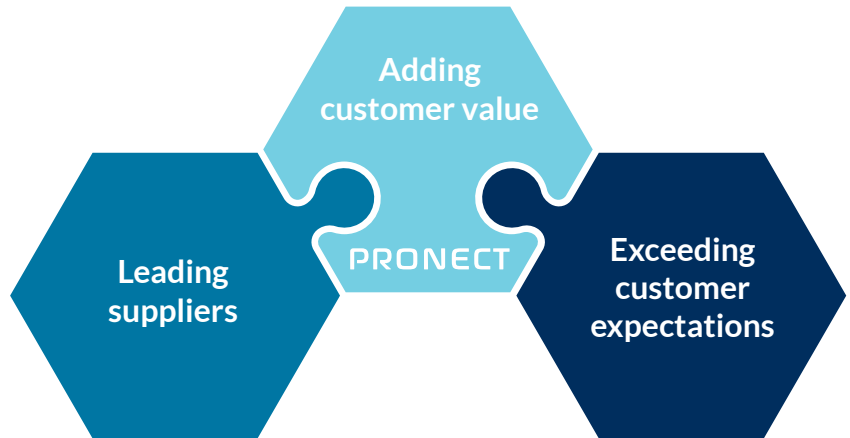 Adding
customer value
PRONECT
Leading
suppliers
Exceeding
customer
expectations